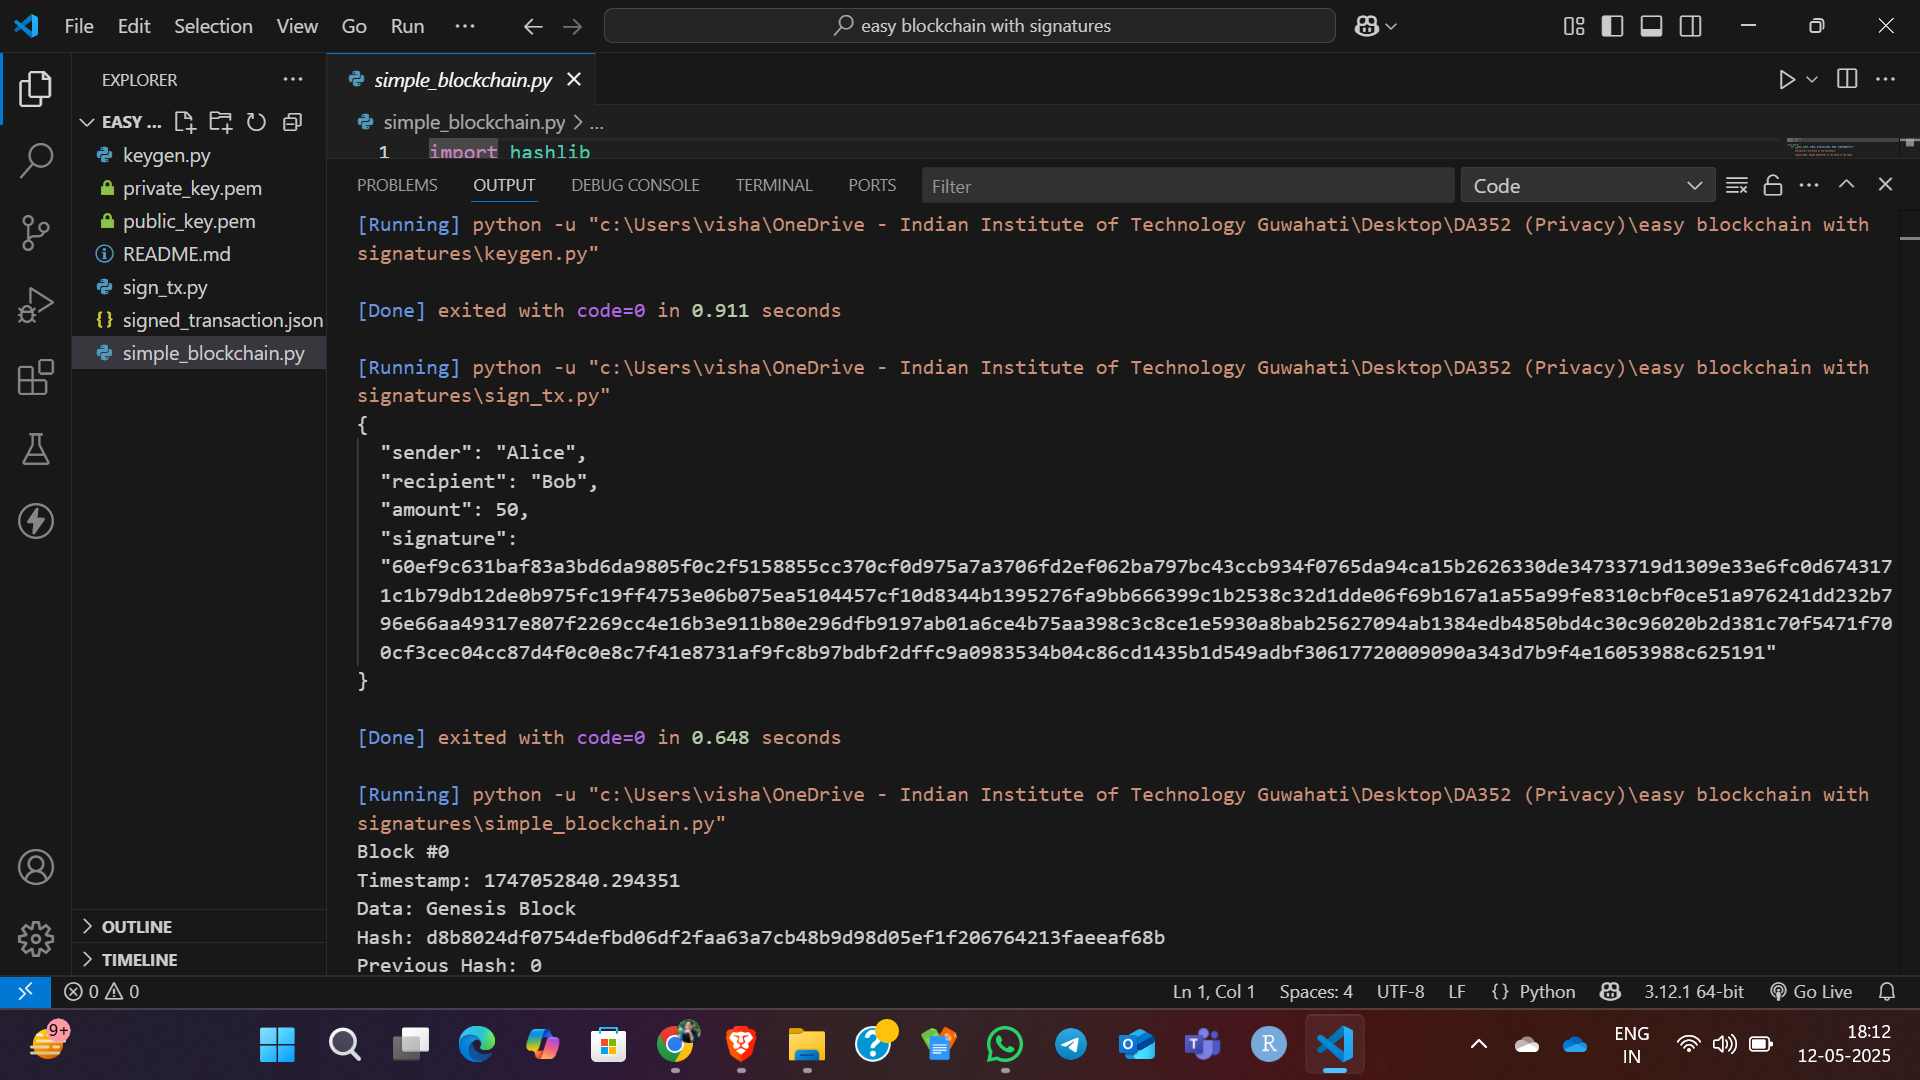 File Edit Selection View Go Run ...
easy blockchain with signatures
EXPLORER
EASY ...
keygen.py
private_key.pem
public_key.pem
README.md
sign_tx.py
signed_transaction.json
simple_blockchain.py
OUTLINE
TIMELINE
simple_blockchain.py
simple_blockchain.py > ...
1 import hashlib
PROBLEMS OUTPUT DEBUG CONSOLE TERMINAL PORTS Filter Code
[Running] python -u "c:\Users\visha\OneDrive - Indian Institute of Technology Guwahati\Desktop\DA352 (Privacy)\easy blockchain with
signatures\keygen.py"
[Done] exited with code=0 in 0.911 seconds
[Running] python -u "c:\Users\visha\OneDrive - Indian Institute of Technology Guwahati\Desktop\DA352 (Privacy)\easy blockchain with
signatures\sign_tx.py"
{
"sender": "Alice",
"recipient": "Bob",
"amount": 50,
"signature":
"60ef9c631baf83a3bd6da9805f0c2f5158855cc370cf0d975a7a3706fd2ef062ba797bc43ccb934f0765da94ca15b2626330de34733719d1309e33e6fc0d674317
1c1b79db12de0b975fc19ff4753e06b075ea5104457cf10d8344b1395276fa9bb666399c1b2538c32d1dde06f69b167a1a55a99fe8310cbf0ce51a976241dd232b7
96e66aa49317e807f2269cc4e16b3e911b80e296dfb9197ab01a6ce4b75aa398c3c8ce1e5930a8bab25627094ab1384edb4850bd4c30c96020b2d381c70f5471f70
0cf3cec04cc87d4f0c0e8c7f41e8731af9fc8b97bdbf2dffc9a0983534b04c86cd1435b1d549adbf30617720009090a343d7b9f4e16053988c625191"
}
[Done] exited with code=0 in 0.648 seconds
[Running] python -u "c:\Users\visha\OneDrive - Indian Institute of Technology Guwahati\Desktop\DA352 (Privacy)\easy blockchain with
signatures\simple_blockchain.py"
Block #0
Timestamp: 1747052840.294351
Data: Genesis Block
Hash: d8b8024df0754defbd06df2faa63a7cb48b9d98d05ef1f206764213faeeaf68b
Previous Hash: 0
0 0
Ln 1, Col 1 Spaces: 4 UTF-8 LF {} Python 3.12.1 64-bit Go Live
9+
ENG
IN
18:12
12-05-2025